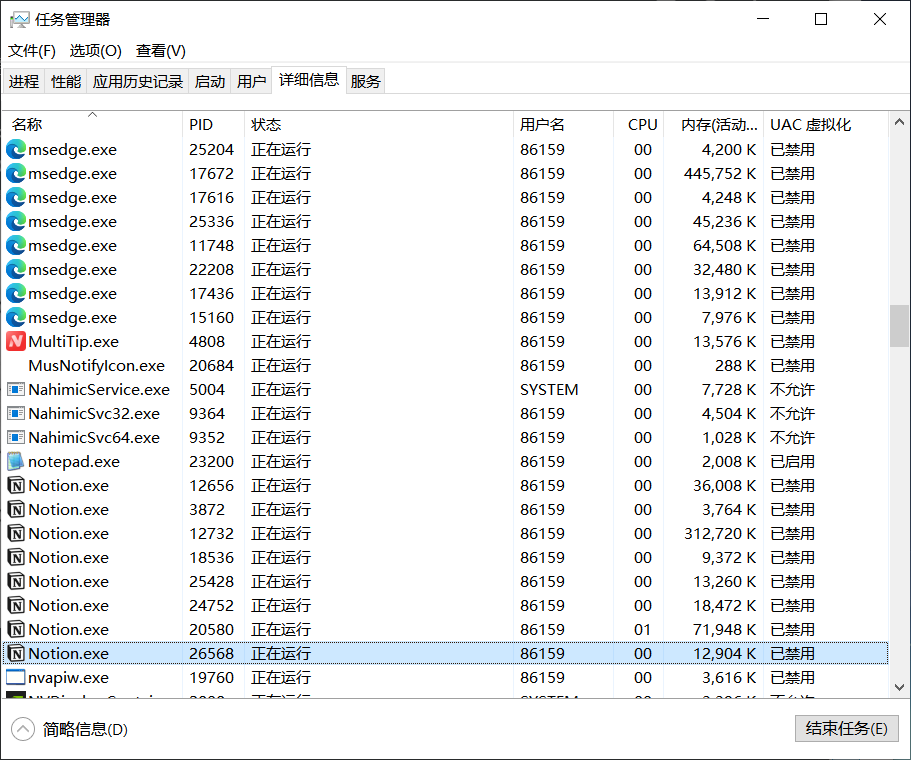 任务管理器
文件(F) 选项(O) 查看(V)
进程 性能 应用历史记录 启动 用户 详细信息 服务
名称 PID 状态 用户名 CPU 内存(活动... UAC 虚拟化
msedge.exe 25204 正在运行 86159 00 4,200 K 已禁用
msedge.exe 17672 正在运行 86159 00 445,752 K 已禁用
msedge.exe 17616 正在运行 86159 00 4,248 K 已禁用
msedge.exe 25336 正在运行 86159 00 45,236 K 已禁用
msedge.exe 11748 正在运行 86159 00 64,508 K 已禁用
msedge.exe 22208 正在运行 86159 00 32,480 K 已禁用
msedge.exe 17436 正在运行 86159 00 13,912 K 已禁用
msedge.exe 15160 正在运行 86159 00 7,976 K 已禁用
MultiTip.exe 4808 正在运行 86159 00 13,576 K 已禁用
MusNotifyIcon.exe 20684 正在运行 86159 00 288 K 已禁用
NahimicService.exe 5004 正在运行 SYSTEM 00 7,728 K 不允许
NahimicSvc32.exe 9364 正在运行 86159 00 4,504 K 不允许
NahimicSvc64.exe 9352 正在运行 86159 00 1,028 K 不允许
notepad.exe 23200 正在运行 86159 00 2,008 K 已启用
Notion.exe 12656 正在运行 86159 00 36,008 K 已禁用
Notion.exe 3872 正在运行 86159 00 3,764 K 已禁用
Notion.exe 12732 正在运行 86159 00 312,720 K 已禁用
Notion.exe 18536 正在运行 86159 00 9,372 K 已禁用
Notion.exe 25428 正在运行 86159 00 13,260 K 已禁用
Notion.exe 24752 正在运行 86159 00 18,472 K 已禁用
Notion.exe 20580 正在运行 86159 01 71,948 K 已禁用
Notion.exe 26568 正在运行 86159 00 12,904 K 已禁用
nvapiw.exe 19760 正在运行 86159 00 3,616 K 已禁用
简略信息(D) 结束任务(E)